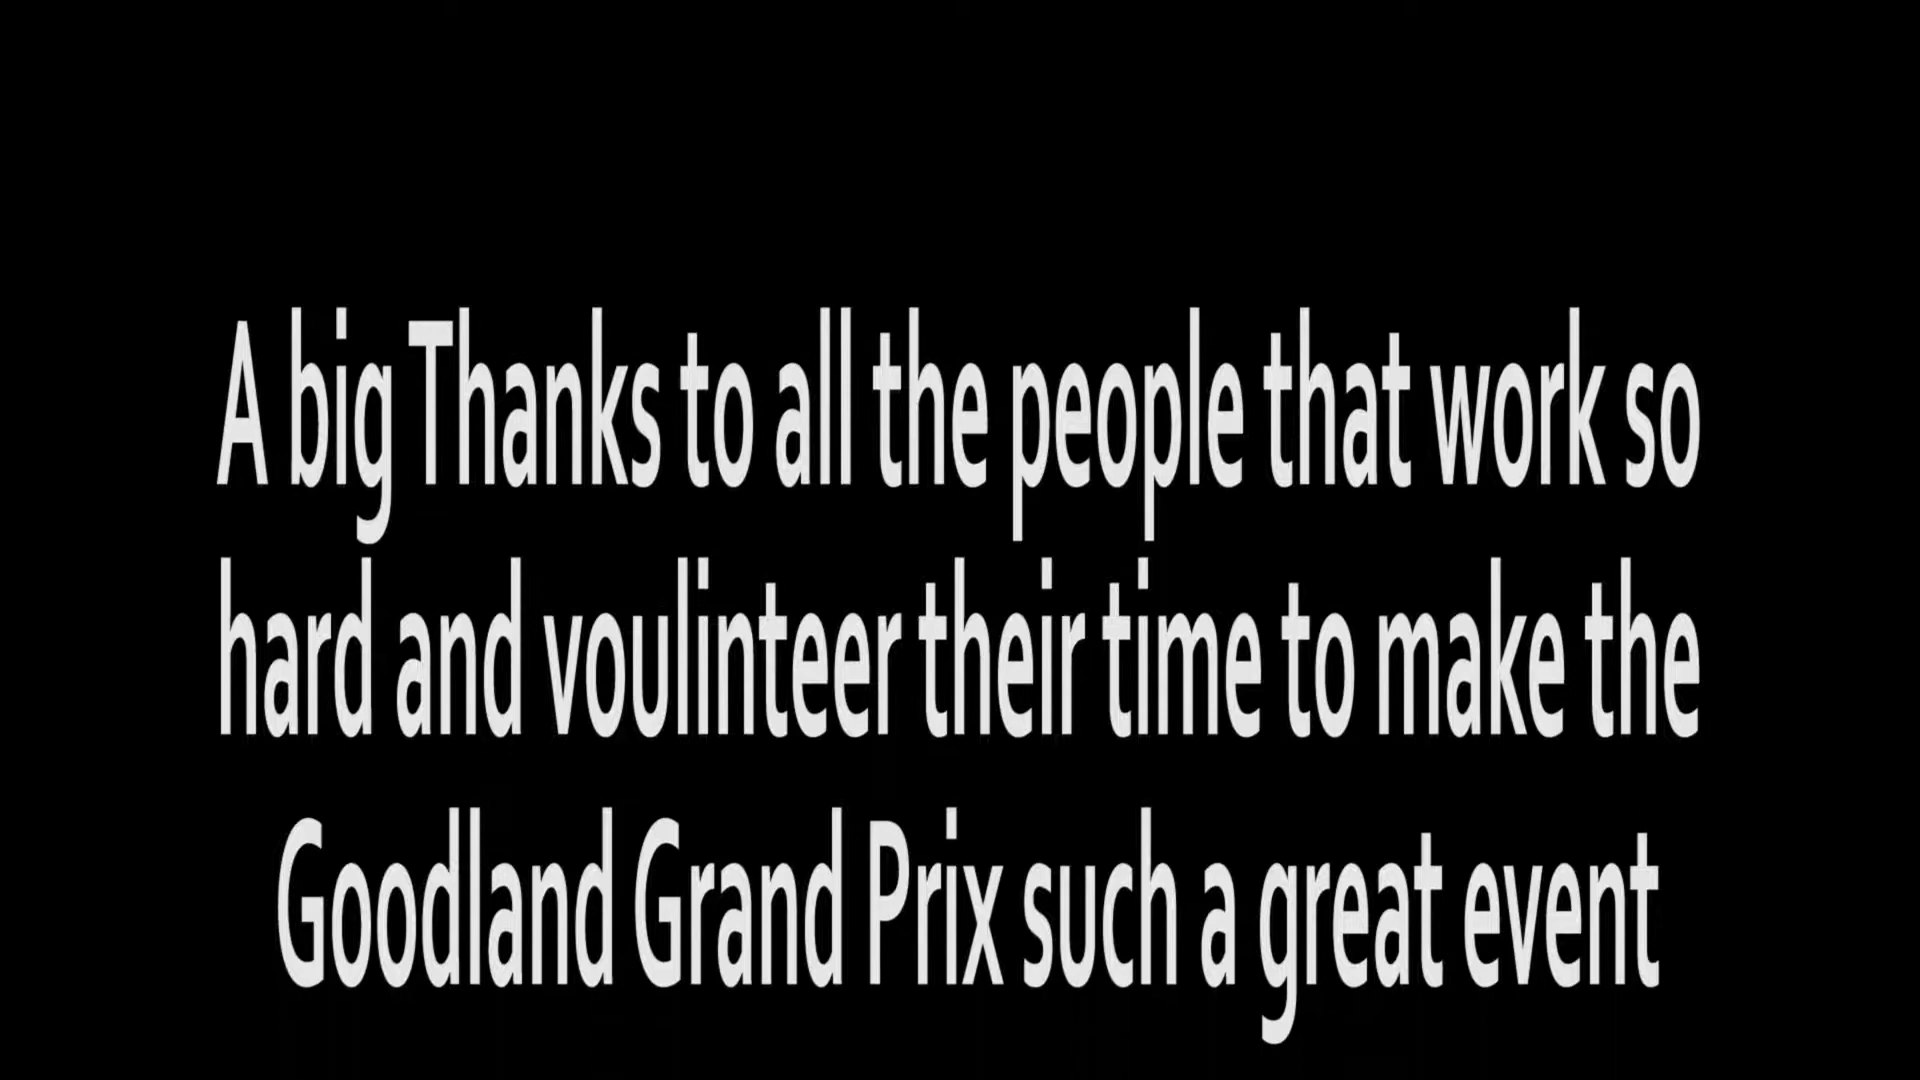 A big Thanks to all the people that work so
hard and voulinteer their time to make the
Goodland Grand Prix such a great event